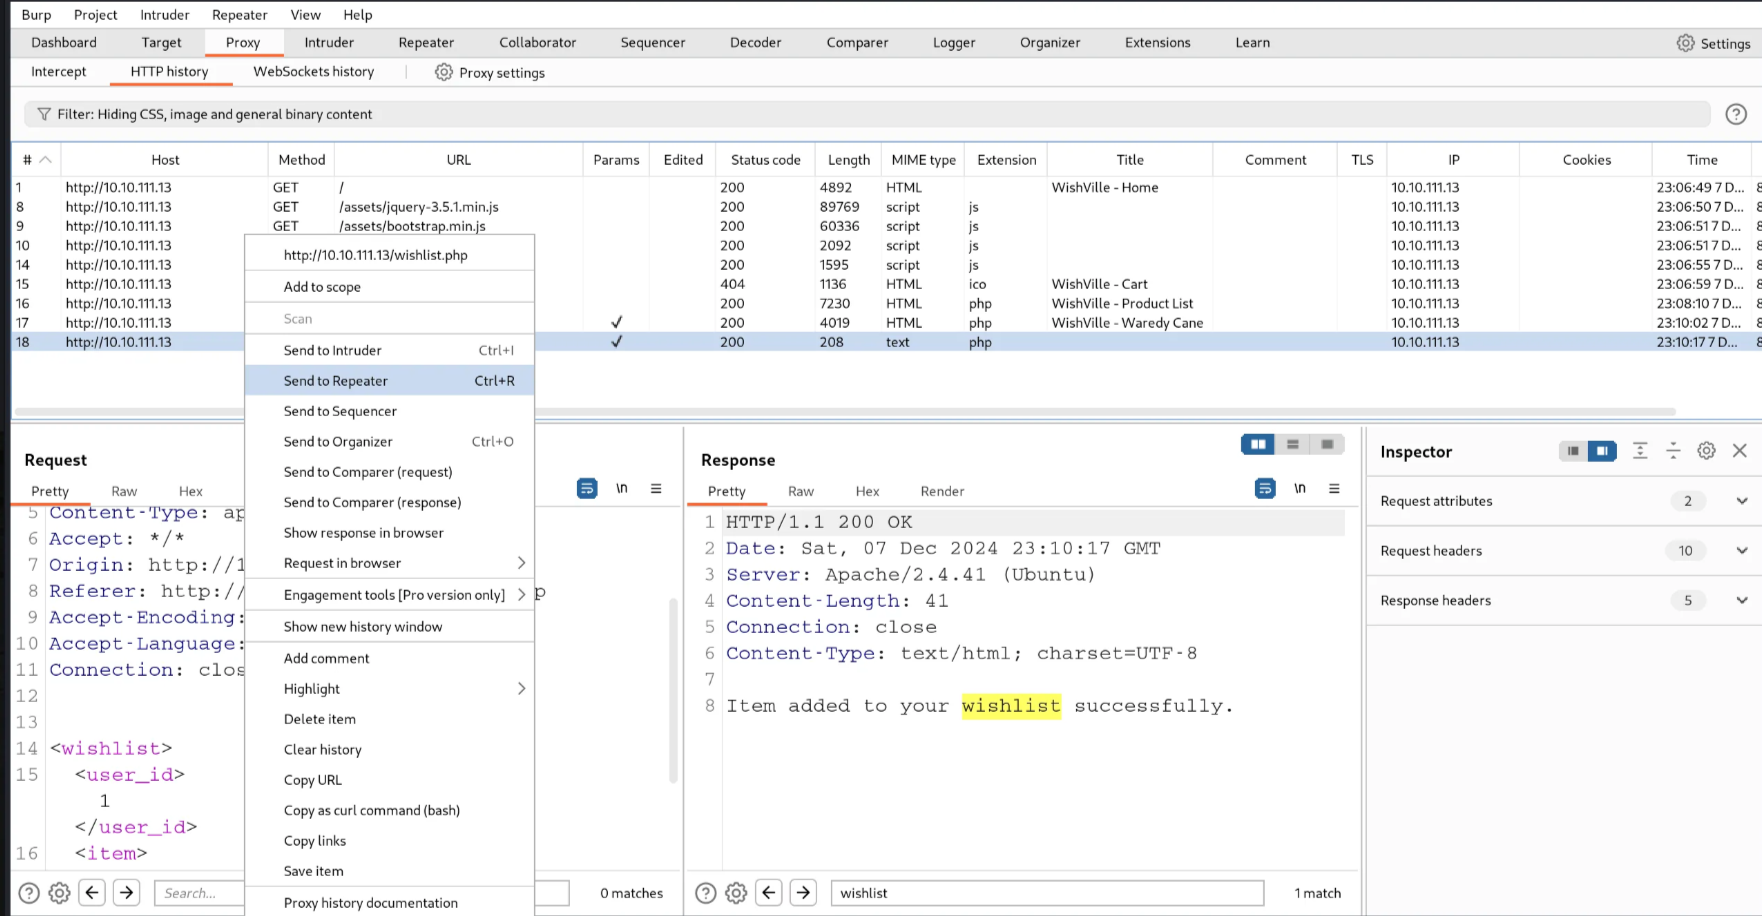 Burp Project Intruder Repeater View Help
Dashboard Target Proxy Intruder Repeater Collaborator Sequencer Decoder Comparer Logger Organizer Extensions Learn Settings
Intercept HTTP history WebSockets history Proxy settings
Filter: Hiding CSS, image and general binary content
# Host Method URL Params Edited Status code Length MIME type Extension Title Comment TLS IP Cookies Time
1 http://10.10.111.13 GET / 200 4892 HTML WishVille - Home 10.10.111.13 23:06:49 7 D... 8
8 http://10.10.111.13 GET /assets/jquery-3.5.1.min.js 200 89769 script js 10.10.111.13 23:06:50 7 D... 8
9 http://10.10.111.13 GET /assets/bootstrap.min.js 200 60336 script js 10.10.111.13 23:06:51 7 D... 8
10 http://10.10.111.13 200 2092 script js 10.10.111.13 23:06:51 7 D... 8
14 http://10.10.111.13 200 1595 script js 10.10.111.13 23:06:55 7 D... 8
15 http://10.10.111.13 404 1136 HTML ico WishVille - Cart 10.10.111.13 23:06:59 7 D... 8
16 http://10.10.111.13 200 7230 HTML php WishVille - Product List 10.10.111.13 23:08:10 7 D... 8
17 http://10.10.111.13 ✓ 200 4019 HTML php WishVille - Waredy Cane 10.10.111.13 23:10:02 7 D... 8
18 http://10.10.111.13 ✓ 200 208 text php 10.10.111.13 23:10:17 7 D... 8
http://10.10.111.13/wishlist.php
Add to scope
Scan
Send to Intruder Ctrl+I
Send to Repeater Ctrl+R
Send to Sequencer
Send to Organizer Ctrl+O
Send to Comparer (request)
Send to Comparer (response)
Show response in browser
Request in browser
Engagement tools [Pro version only]
Show new history window
Add comment
Highlight
Delete item
Clear history
Copy URL
Copy as curl command (bash)
Copy links
Save item
Proxy history documentation
Request
Pretty Raw Hex \n
5 Content-Type: ap
6 Accept: */*
7 Origin: http://1
8 Referer: http:// p
9 Accept-Encoding:
10 Accept-Language:
11 Connection: clos
12
13
14 <wishlist>
15 <user_id>
1
</user_id>
16 <item>
Search... 0 matches
Response
Pretty Raw Hex Render \n
1 HTTP/1.1 200 OK
2 Date: Sat, 07 Dec 2024 23:10:17 GMT
3 Server: Apache/2.4.41 (Ubuntu)
4 Content-Length: 41
5 Connection: close
6 Content-Type: text/html; charset=UTF-8
7
8 Item added to your wishlist successfully.
wishlist 1 match
Inspector
Request attributes 2
Request headers 10
Response headers 5